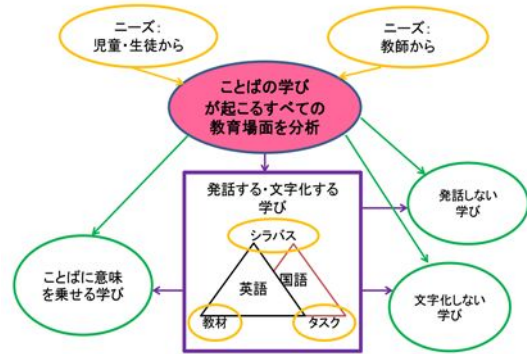 ニーズ：
児童・生徒から
ニーズ：
教師から
ことばの学び
が起こるすべての
教育場面を分析
発話する・文字化する
学び
シラバス
国語
英語
教材
タスク
発話しない
学び
ことばに意味
を乗せる学び
文字化しない
学び